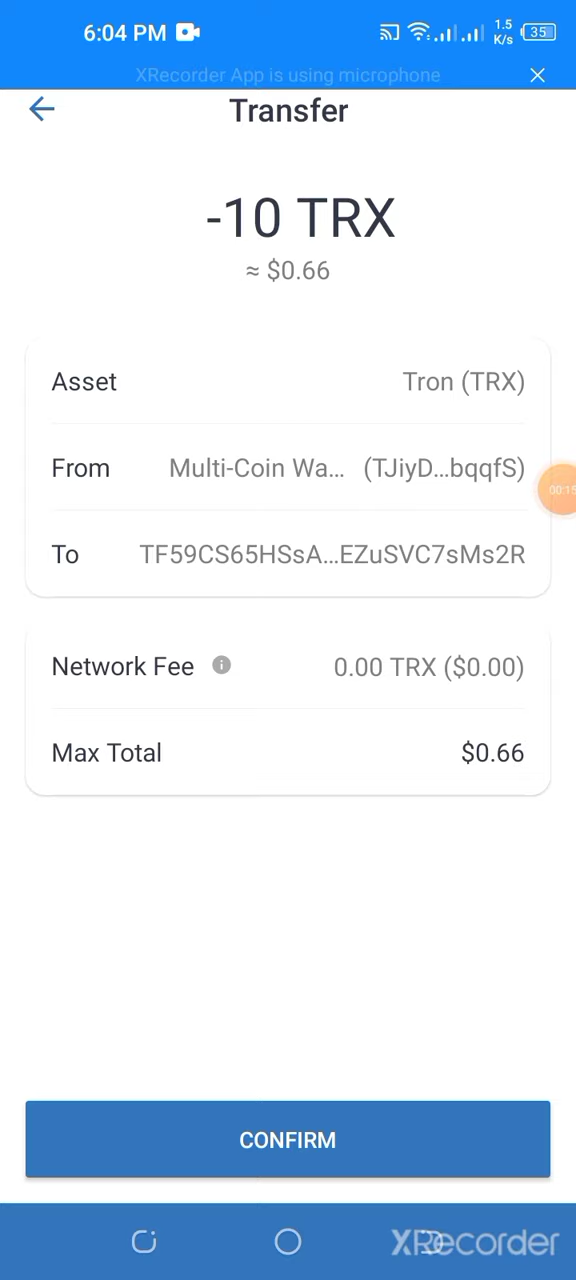 6:04 PM
1.5
K/s
35
XRecorder App is using microphone
Transfer
-10 TRX
≈ $0.66
Asset Tron (TRX)
From Multi-Coin Wa... (TJiyD...bqqfS)
00:15
To TF59CS65HSsA...EZuSVC7sMs2R
Network Fee 0.00 TRX ($0.00)
Max Total $0.66
CONFIRM
XRecorder